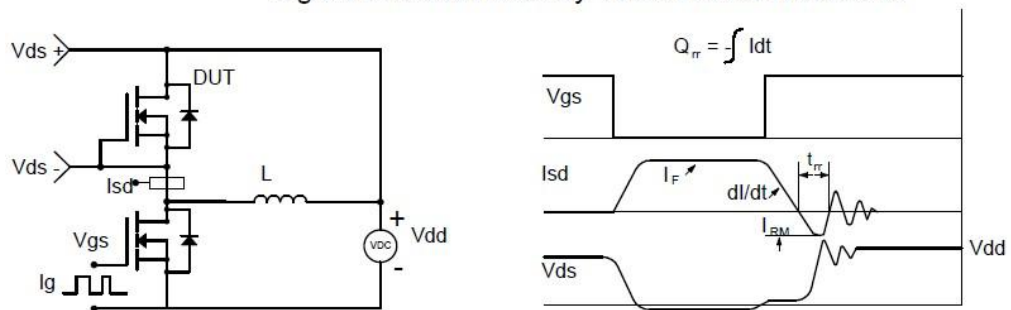 Vds +
DUT
Vds -
Isd
L
Vgs
Ig
+
VDC
Vdd
-
Qrr = -∫ Idt
Vgs
Isd
IF
dI/dt
trr
IRM
Vds
Vdd